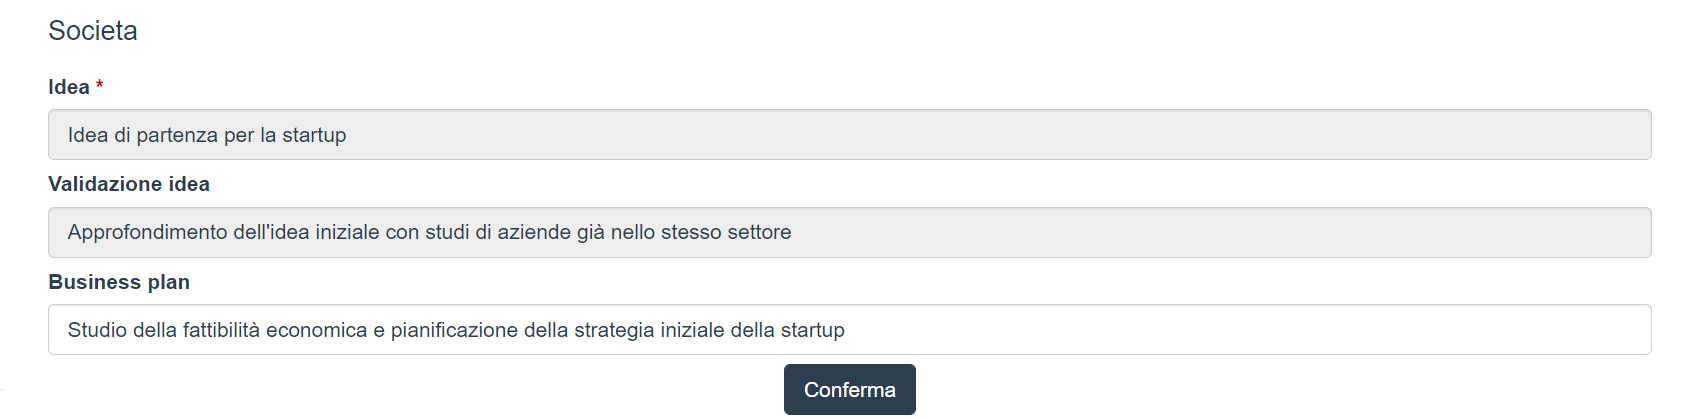 Societa
Idea *
Idea di partenza per la startup
Validazione idea
Approfondimento dell'idea iniziale con studi di aziende già nello stesso settore
Business plan
Studio della fattibilità economica e pianificazione della strategia iniziale della startup
Conferma